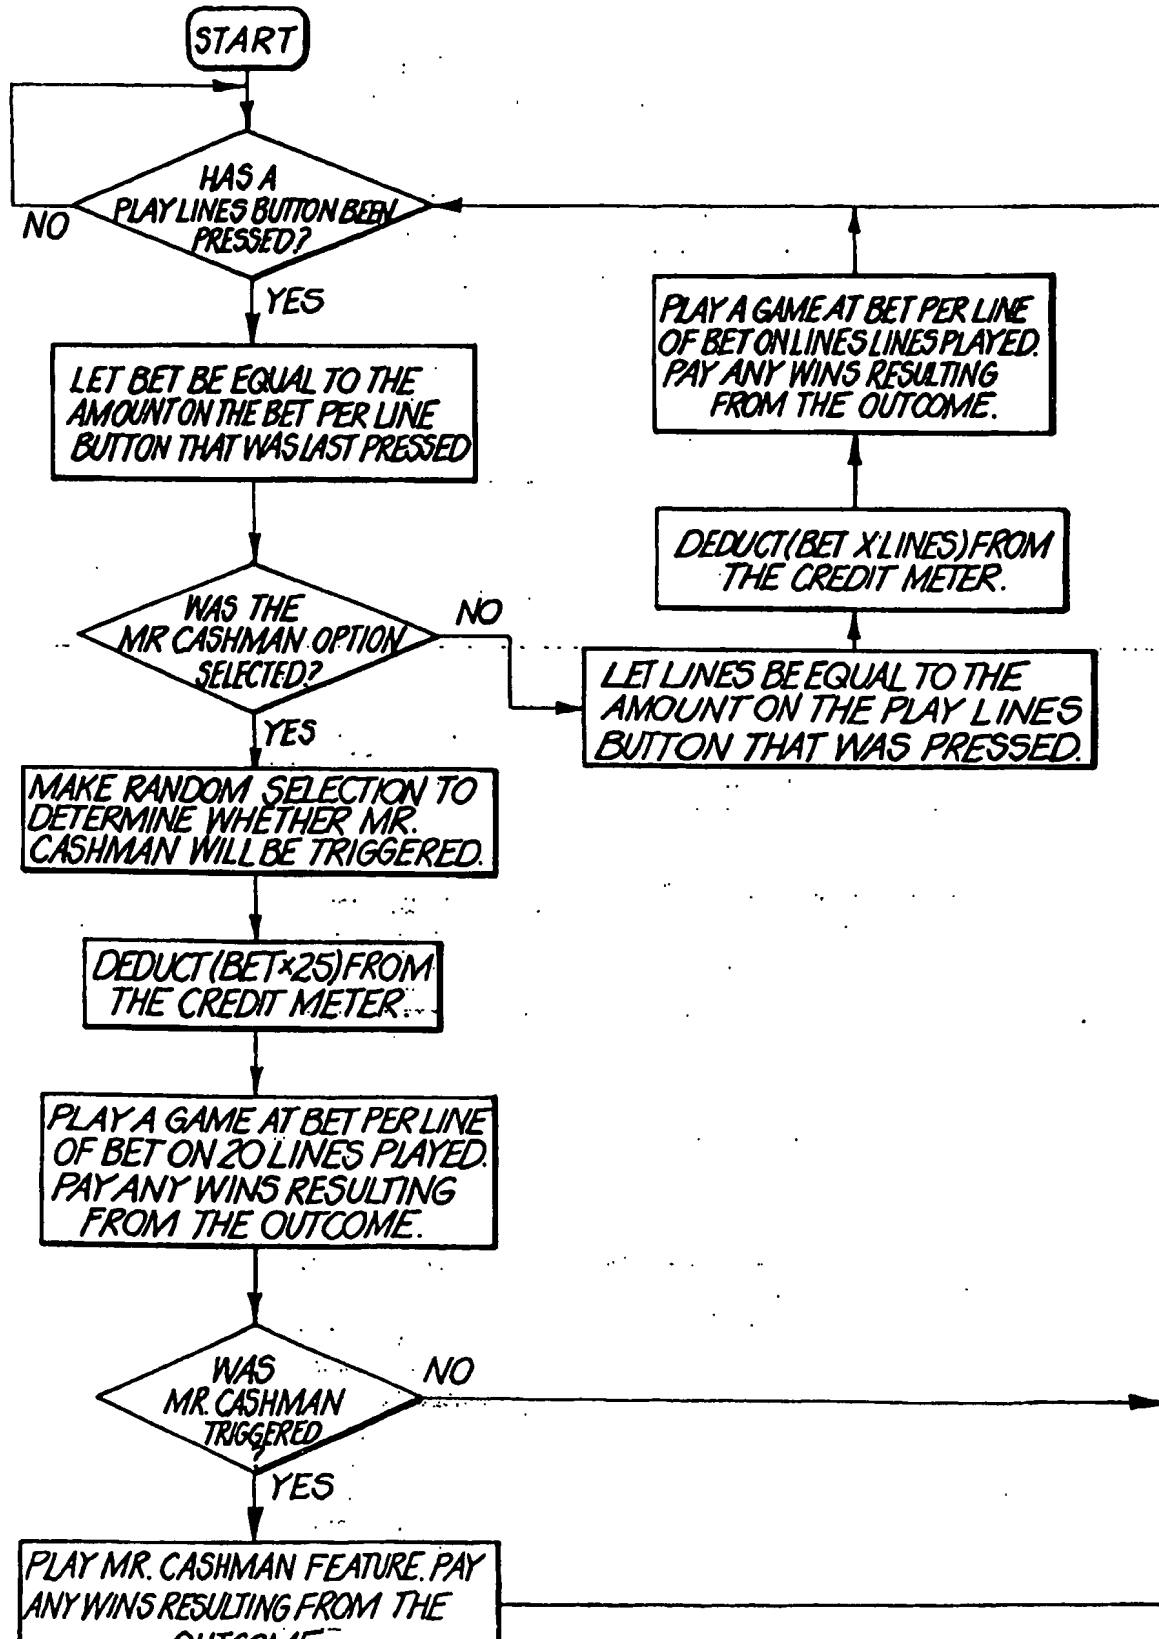 START
HAS A
PLAY LINES BUTTON BEEN
PRESSED?
NO
YES
LET BET BE EQUAL TO THE
AMOUNT ON THE BET PER LINE
BUTTON THAT WAS LAST PRESSED
WAS THE
MR CASHMAN OPTION
SELECTED?
NO
YES
PLAY A GAME AT BET PER LINE
OF BET ON LINES LINES PLAYED.
PAY ANY WINS RESULTING
FROM THE OUTCOME.
DEDUCT (BET X LINES) FROM
THE CREDIT METER.
LET LINES BE EQUAL TO THE
AMOUNT ON THE PLAY LINES
BUTTON THAT WAS PRESSED.
MAKE RANDOM SELECTION TO
DETERMINE WHETHER MR.
CASHMAN WILL BE TRIGGERED.
DEDUCT (BET×25) FROM
THE CREDIT METER.
PLAY A GAME AT BET PER LINE
OF BET ON 20 LINES PLAYED.
PAY ANY WINS RESULTING
FROM THE OUTCOME.
WAS
MR. CASHMAN
TRIGGERED
?
NO
YES
PLAY MR. CASHMAN FEATURE. PAY
ANY WINS RESULTING FROM THE
OUTCOME